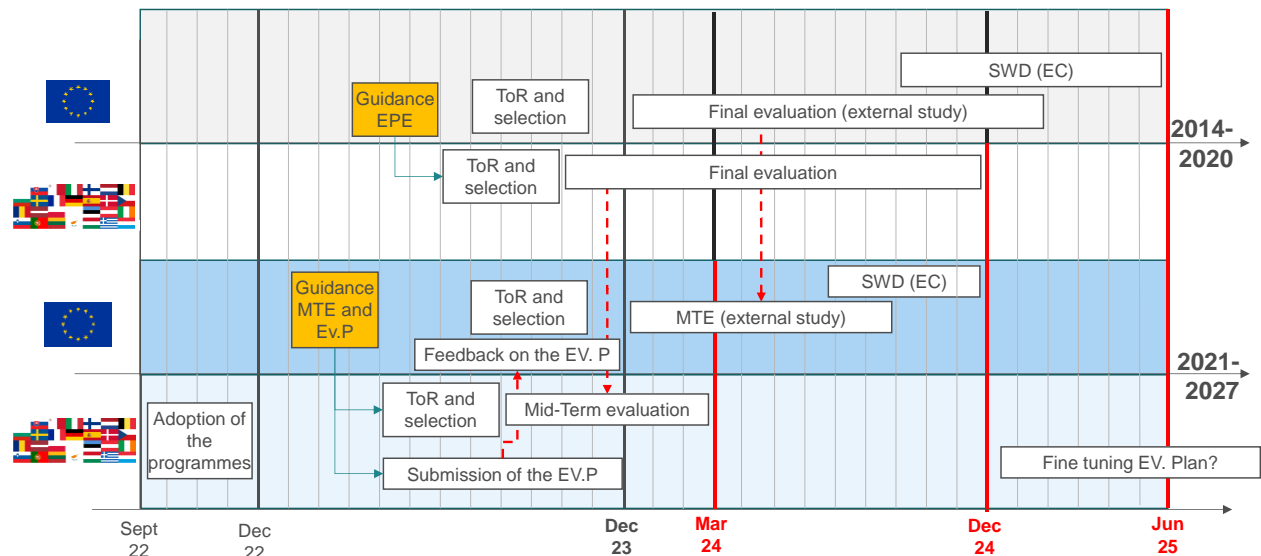 SWD (EC)
Guidance
EPE
ToR and
selection
Final evaluation (external study)
2014-
2020
ToR and
selection
Final evaluation
Guidance
MTE and
Ev.P
ToR and
selection
SWD (EC)
MTE (external study)
Feedback on the EV. P
2021-
2027
Adoption of
the
programmes
ToR and
selection
Mid-Term evaluation
Submission of the EV.P
Fine tuning EV. Plan?
Sept
22
Dec
22
Dec
23
Mar
24
Dec
24
Jun
25